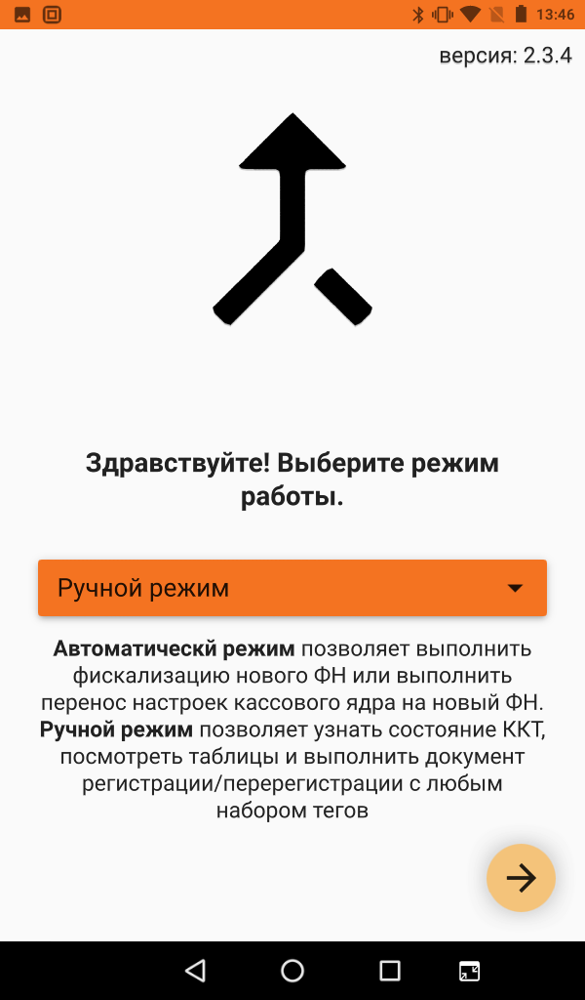 13:46
версия: 2.3.4
Здравствуйте! Выберите режим
работы.
Ручной режим
Автоматическй режим позволяет выполнить
фискализацию нового ФН или выполнить
перенос настроек кассового ядра на новый ФН.
Ручной режим позволяет узнать состояние ККТ,
посмотреть таблицы и выполнить документ
регистрации/перерегистрации с любым
набором тегов